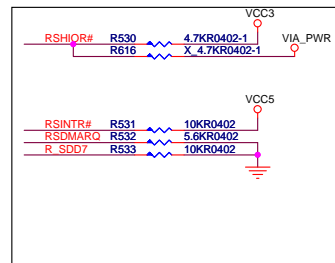 VCC3
RSHIOR# R530 4.7KR0402-1 VIA_PWR
R616 X_4.7KR0402-1
VCC5
RSINTR# R531 10KR0402
RSDMARQ R532 5.6KR0402
R_SDD7 R533 10KR0402